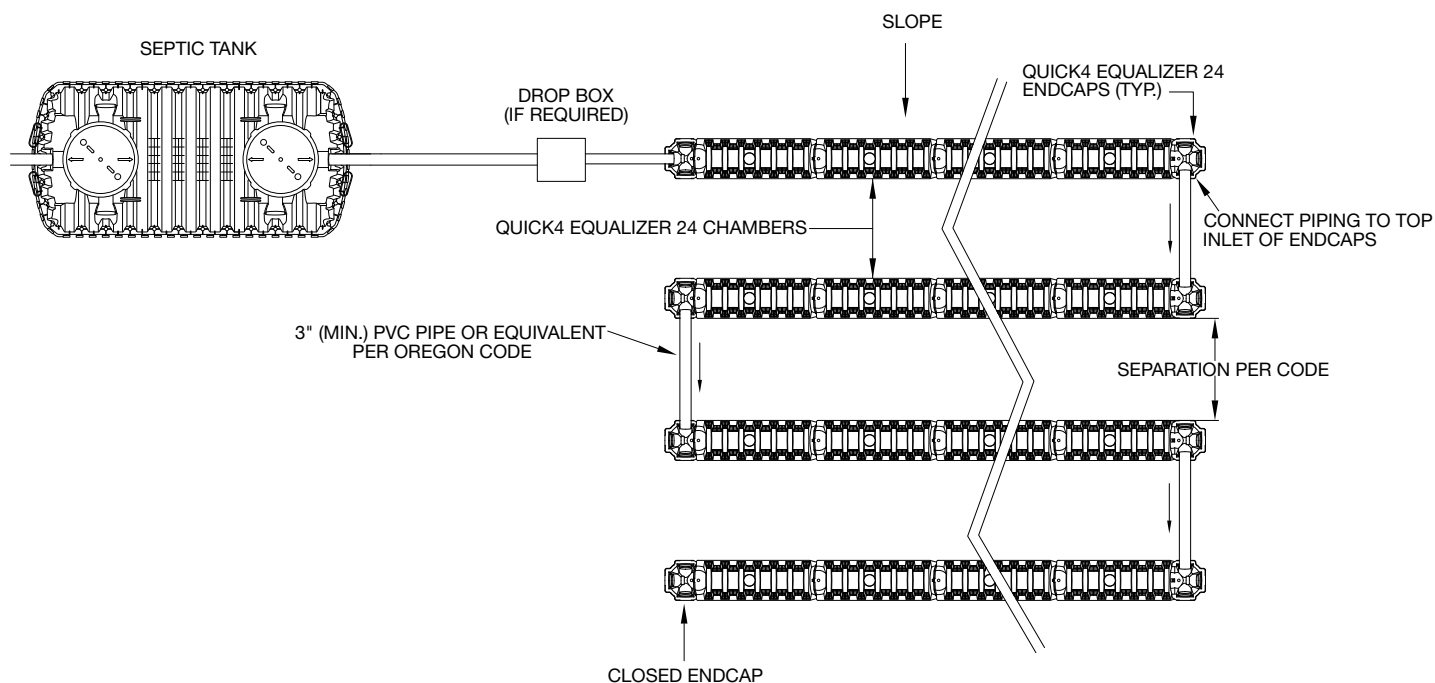 SLOPE
SEPTIC TANK
QUICK4 EQUALIZER 24
ENDCAPS (TYP.)
DROP BOX
(IF REQUIRED)
QUICK4 EQUALIZER 24 CHAMBERS
CONNECT PIPING TO TOP
INLET OF ENDCAPS
3" (MIN.) PVC PIPE OR EQUIVALENT
PER OREGON CODE
SEPARATION PER CODE
CLOSED ENDCAP